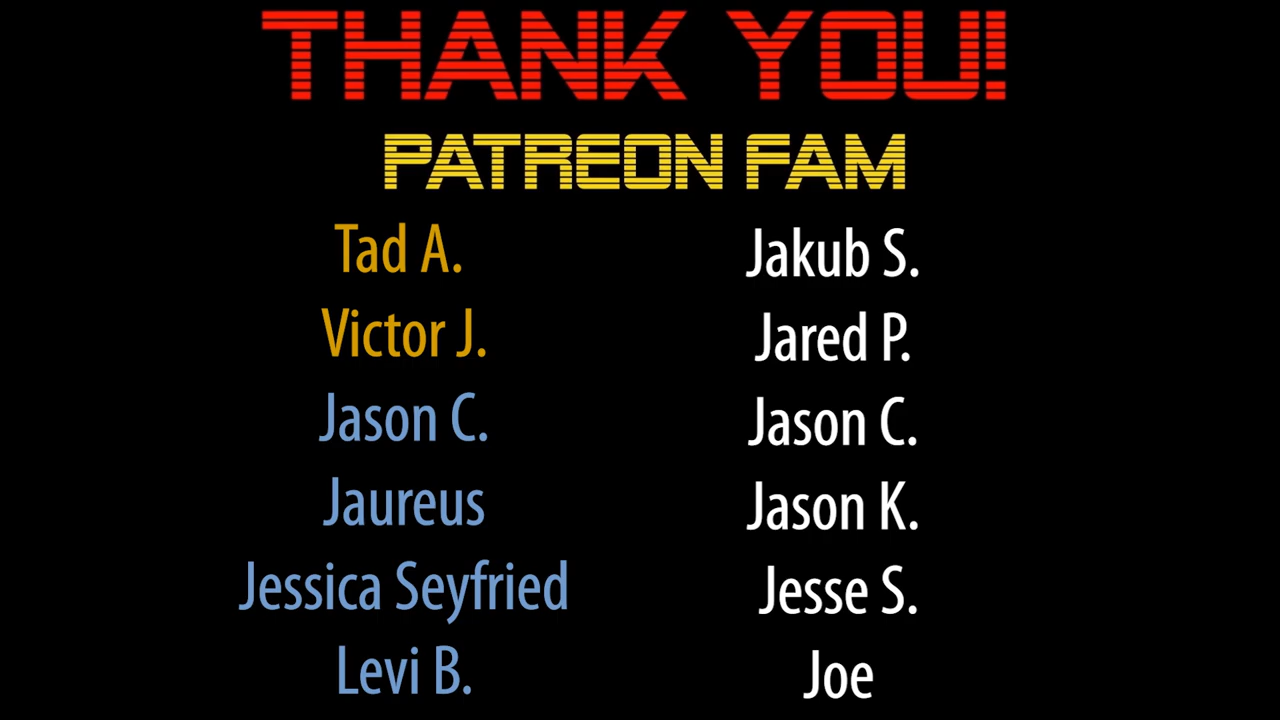 THANK YOU!
PATREON FAM
Tad A.
Victor J.
Jason C.
Jaureus
Jessica Seyfried
Levi B.
Jakub S.
Jared P.
Jason C.
Jason K.
Jesse S.
Joe